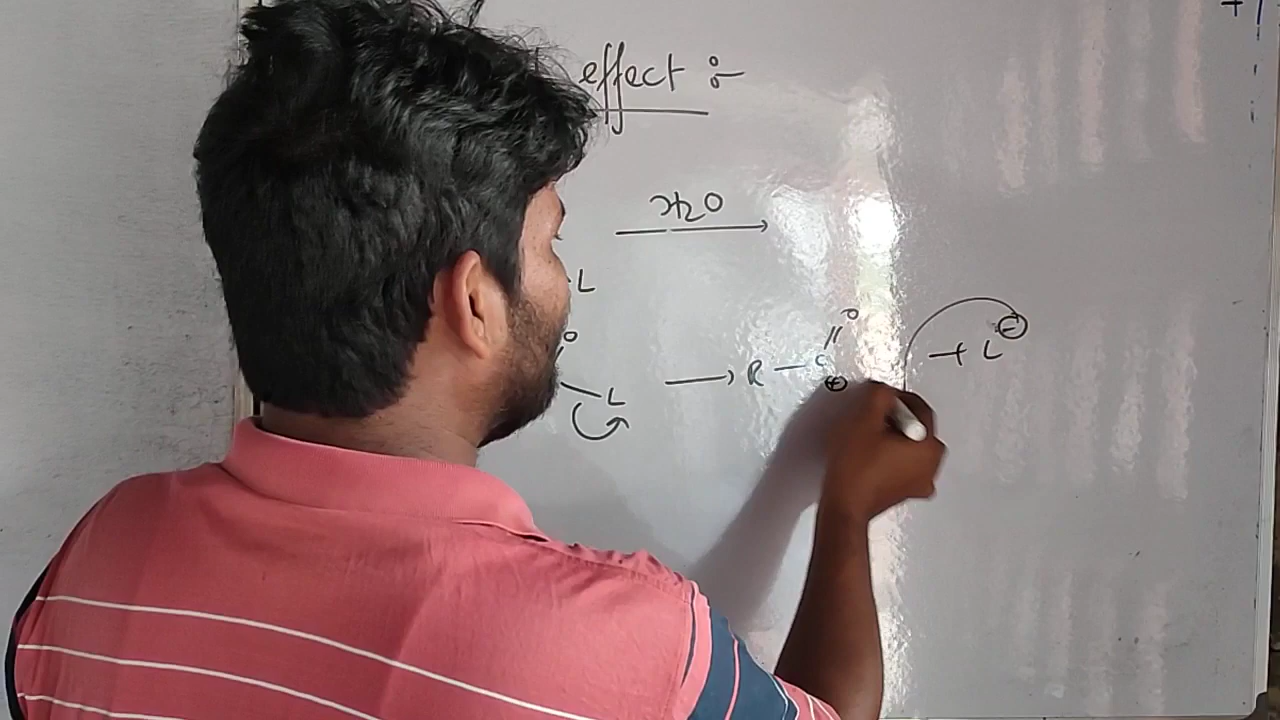 effect :-
H2O
L
O
L
→ R - C = O ⊕ + L ⊖